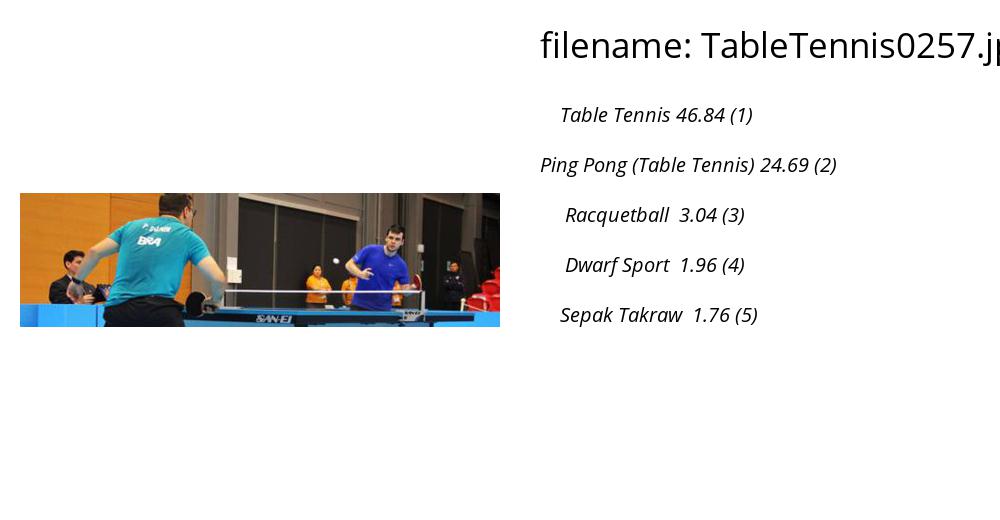 filename: TableTennis0257.jp
Table Tennis 46.84 (1)
Ping Pong (Table Tennis) 24.69 (2)
Racquetball 3.04 (3)
Dwarf Sport 1.96 (4)
Sepak Takraw 1.76 (5)
BRA
SAN-EI